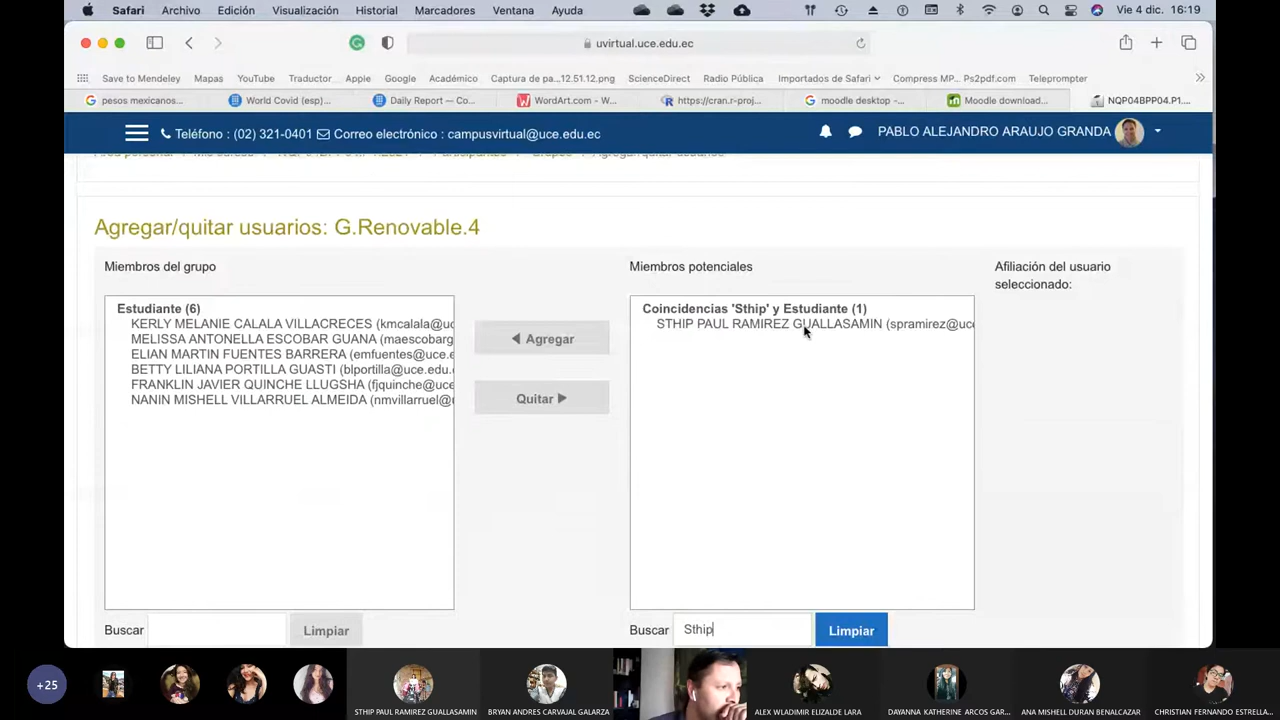 Safari Archivo Edición Visualización Historial Marcadores Ventana Ayuda Vie 4 dic. 16:19
uvirtual.uce.edu.ec
Save to Mendeley Mapas YouTube Traductor Apple Google Académico Captura de pa....12.51.12.png ScienceDirect Radio Pública Importados de Safari Compress MP... Ps2pdf.com Teleprompter
pesos mexicanos... World Covid (esp)... Daily Report — Co... WordArt.com - W... https://cran.r-proj... moodle desktop -... Moodle download... NQP04BPP04.P1....
Teléfono : (02) 321-0401 Correo electrónico : campusvirtual@uce.edu.ec PABLO ALEJANDRO ARAUJO GRANDA
Agregar/quitar usuarios: G.Renovable.4
Miembros del grupo Miembros potenciales Afiliación del usuario seleccionado:
Estudiante (6) Coincidencias 'Sthip' y Estudiante (1)
KERLY MELANIE CALALA VILLACRECES (kmcalala@uc STHIP PAUL RAMIREZ GUALLASAMIN (spramirez@uce
MELISSA ANTONELLA ESCOBAR GUANA (maescobarg Agregar
ELIAN MARTIN FUENTES BARRERA (emfuentes@uce.e
BETTY LILIANA PORTILLA GUASTI (blportilla@uce.edu.
FRANKLIN JAVIER QUINCHE LLUGSHA (fjquinche@uce
NANIN MISHELL VILLARRUEL ALMEIDA (nmvillarruel@u Quitar
Buscar Limpiar Buscar Sthip Limpiar
+25 STHIP PAUL RAMIREZ GUALLASAMIN BRYAN ANDRES CARVAJAL GALARZA ALEX WLADIMIR ELIZALDE LARA DAYANNA KATHERINE ARCOS GAR... ANA MISHELL DURAN BENALCAZAR CHRISTIAN FERNANDO ESTRELLA...